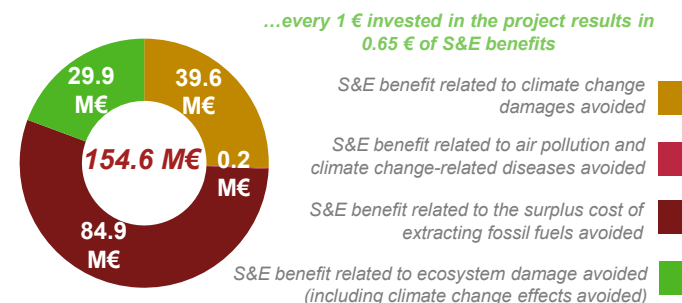 …every 1 € invested in the project results in
0.65 € of S&E benefits
29.9
M€
39.6
M€
154.6 M€
0.2
M€
84.9
M€
S&E benefit related to climate change
damages avoided
S&E benefit related to air pollution and
climate change-related diseases avoided
S&E benefit related to the surplus cost of
extracting fossil fuels avoided
S&E benefit related to ecosystem damage avoided
(including climate change effects avoided)